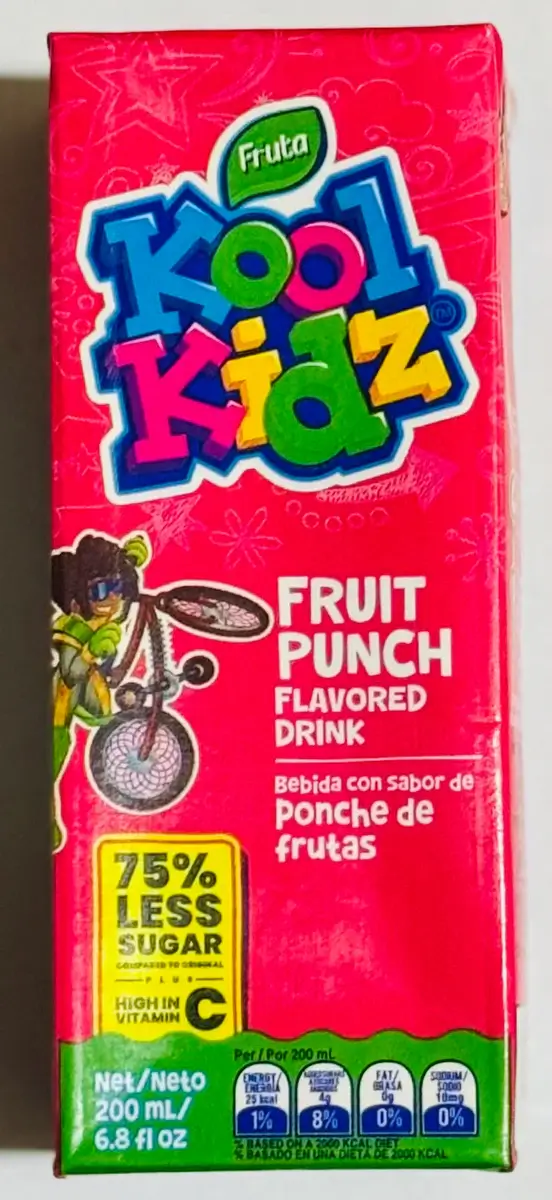 Fruta
Kool
Kidz
TM
FRUIT
PUNCH
FLAVORED
DRINK
Bebida con sabor de
Ponche de
frutas
75%
LESS
SUGAR
COMPARED TO ORIGINAL
PLUS
HIGH IN
VITAMIN C
Net/Neto
200 mL/
6.8 fl oz
Per / Por 200 mL
ENERGY/
ENERGÍA
25 kcal
1%
4g
8%
FAT/
GRASA
0g
0%
SODIUM/
SODIO
10mg
0%
% BASED ON A 2000 KCAL DIET
% BASADO EN UNA DIETA DE 2000 KCAL